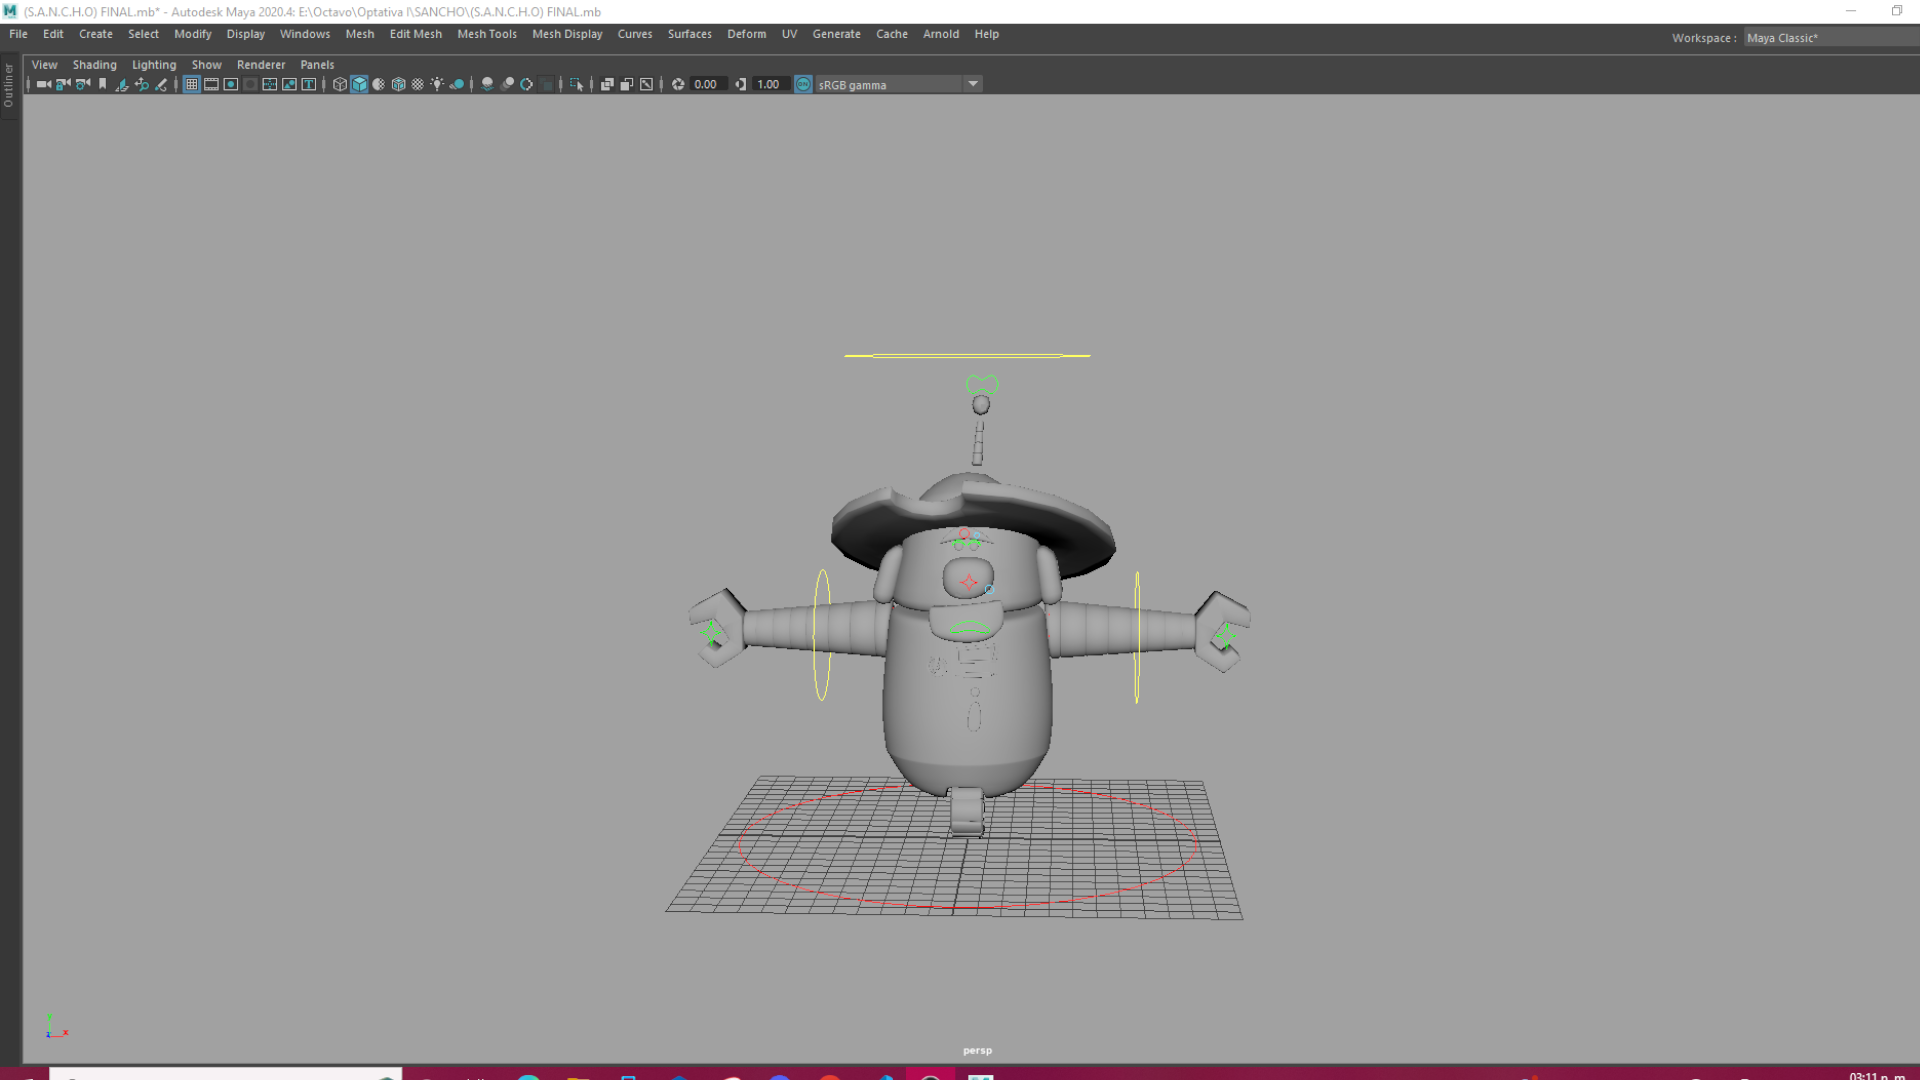 (S.A.N.C.H.O) FINAL.mb* - Autodesk Maya 2020.4: E:\Octavo\Optativa I\SANCHO\(S.A.N.C.H.O) FINAL.mb
File Edit Create Select Modify Display Windows Mesh Edit Mesh Mesh Tools Mesh Display Curves Surfaces Deform UV Generate Cache Arnold Help
Workspace : Maya Classic*
View Shading Lighting Show Renderer Panels
0.00 1.00 sRGB gamma
Outliner
persp
03:11 p. m.